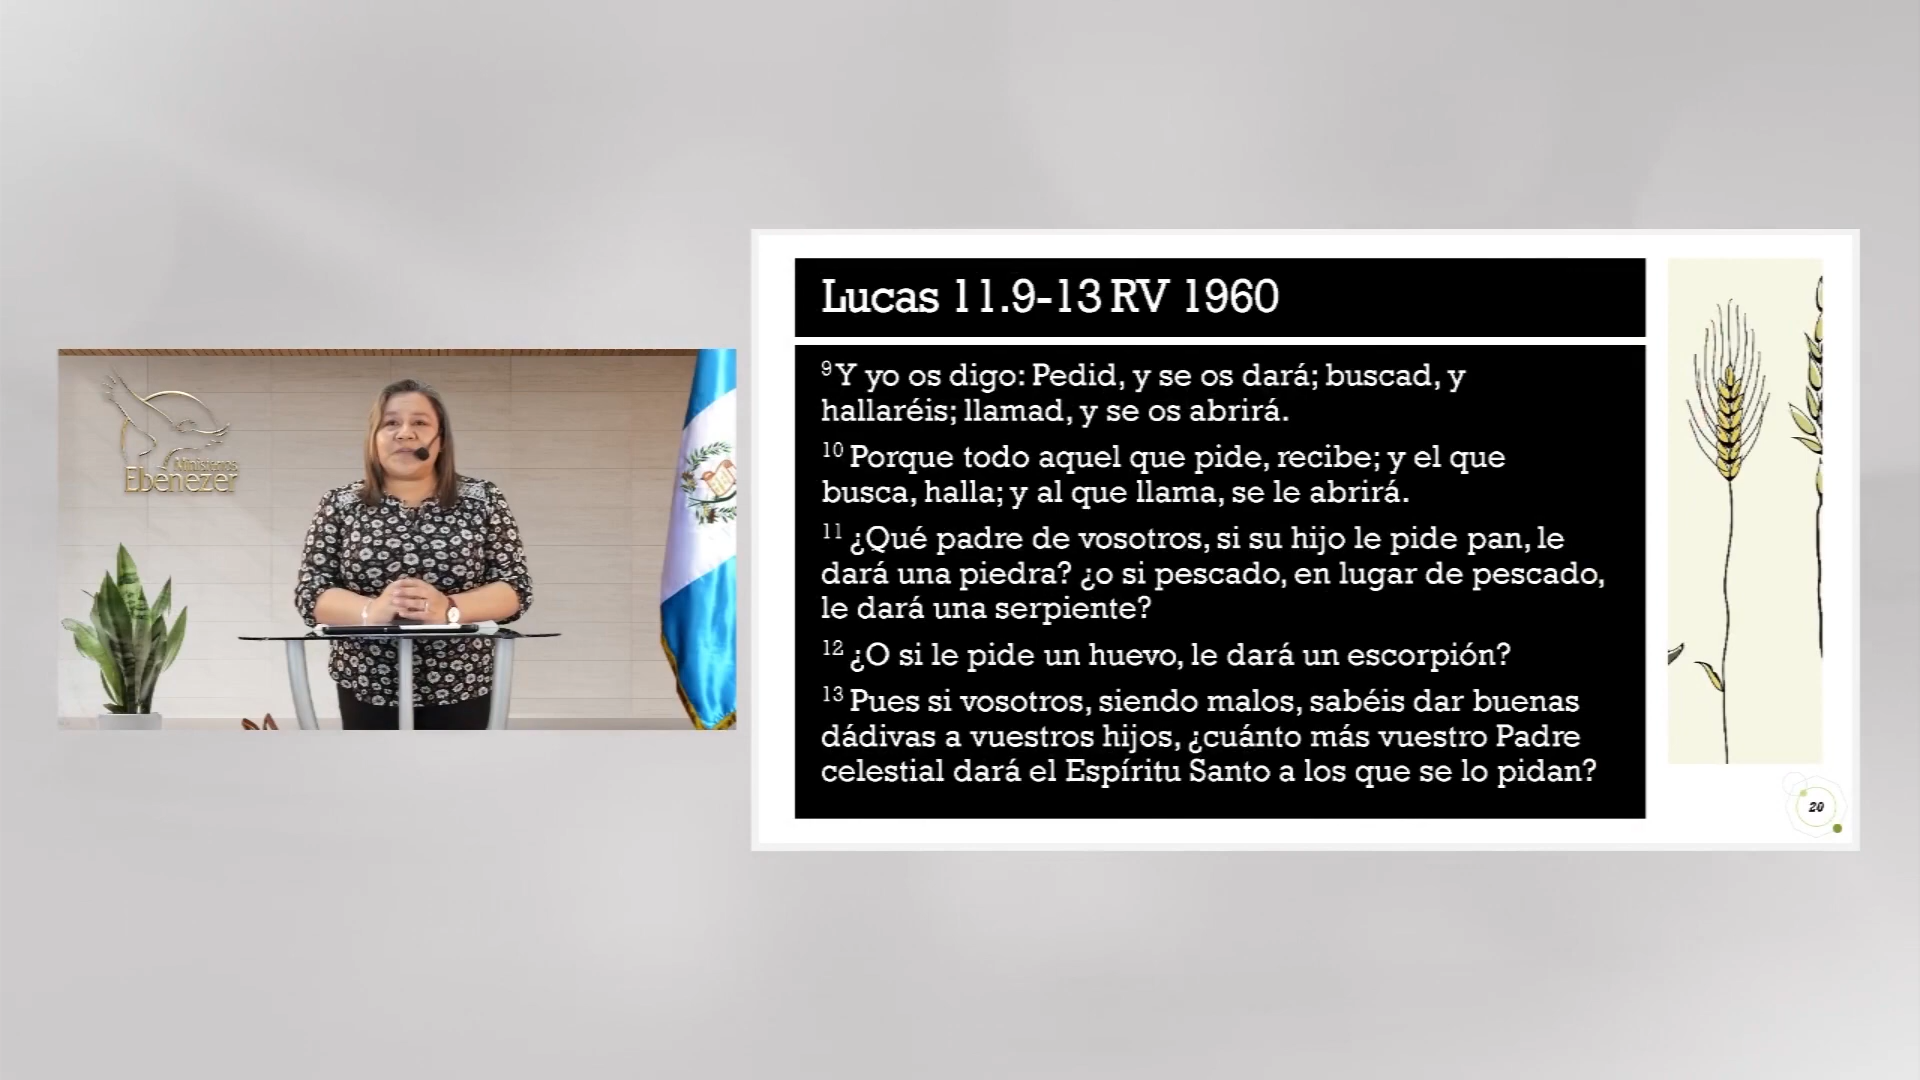 Ministerios
Ebenezer
Lucas 11.9-13 RV 1960
9 Y yo os digo: Pedid, y se os dará; buscad, y
hallaréis; llamad, y se os abrirá.
10 Porque todo aquel que pide, recibe; y el que
busca, halla; y al que llama, se le abrirá.
11 ¿Qué padre de vosotros, si su hijo le pide pan, le
dará una piedra? ¿o si pescado, en lugar de pescado,
le dará una serpiente?
12 ¿O si le pide un huevo, le dará un escorpión?
13 Pues si vosotros, siendo malos, sabéis dar buenas
dádivas a vuestros hijos, ¿cuánto más vuestro Padre
celestial dará el Espíritu Santo a los que se lo pidan?
20